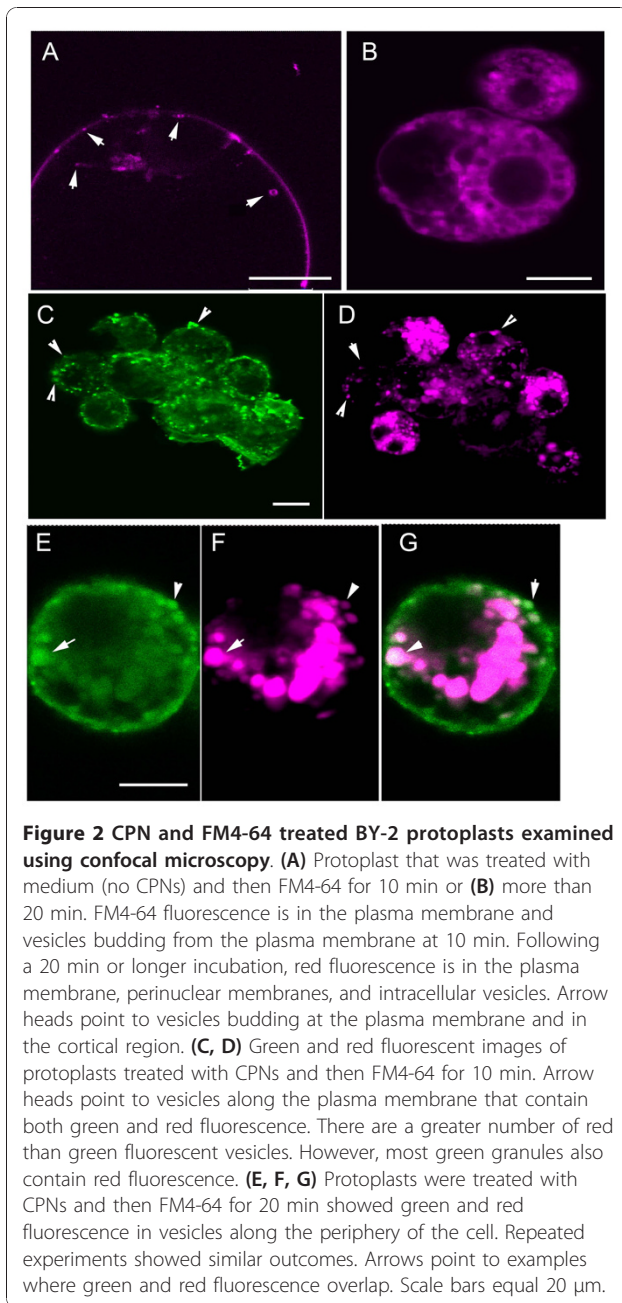 A
B
C
D
E
F
G
Figure 2 CPN and FM4-64 treated BY-2 protoplasts examined
using confocal microscopy. (A) Protoplast that was treated with
medium (no CPNs) and then FM4-64 for 10 min or (B) more than
20 min. FM4-64 fluorescence is in the plasma membrane and
vesicles budding from the plasma membrane at 10 min. Following
a 20 min or longer incubation, red fluorescence is in the plasma
membrane, perinuclear membranes, and intracellular vesicles. Arrow
heads point to vesicles budding at the plasma membrane and in
the cortical region. (C, D) Green and red fluorescent images of
protoplasts treated with CPNs and then FM4-64 for 10 min. Arrow
heads point to vesicles along the plasma membrane that contain
both green and red fluorescence. There are a greater number of red
than green fluorescent vesicles. However, most green granules also
contain red fluorescence. (E, F, G) Protoplasts were treated with
CPNs and then FM4-64 for 20 min showed green and red
fluorescence in vesicles along the periphery of the cell. Repeated
experiments showed similar outcomes. Arrows point to examples
where green and red fluorescence overlap. Scale bars equal 20 μm.